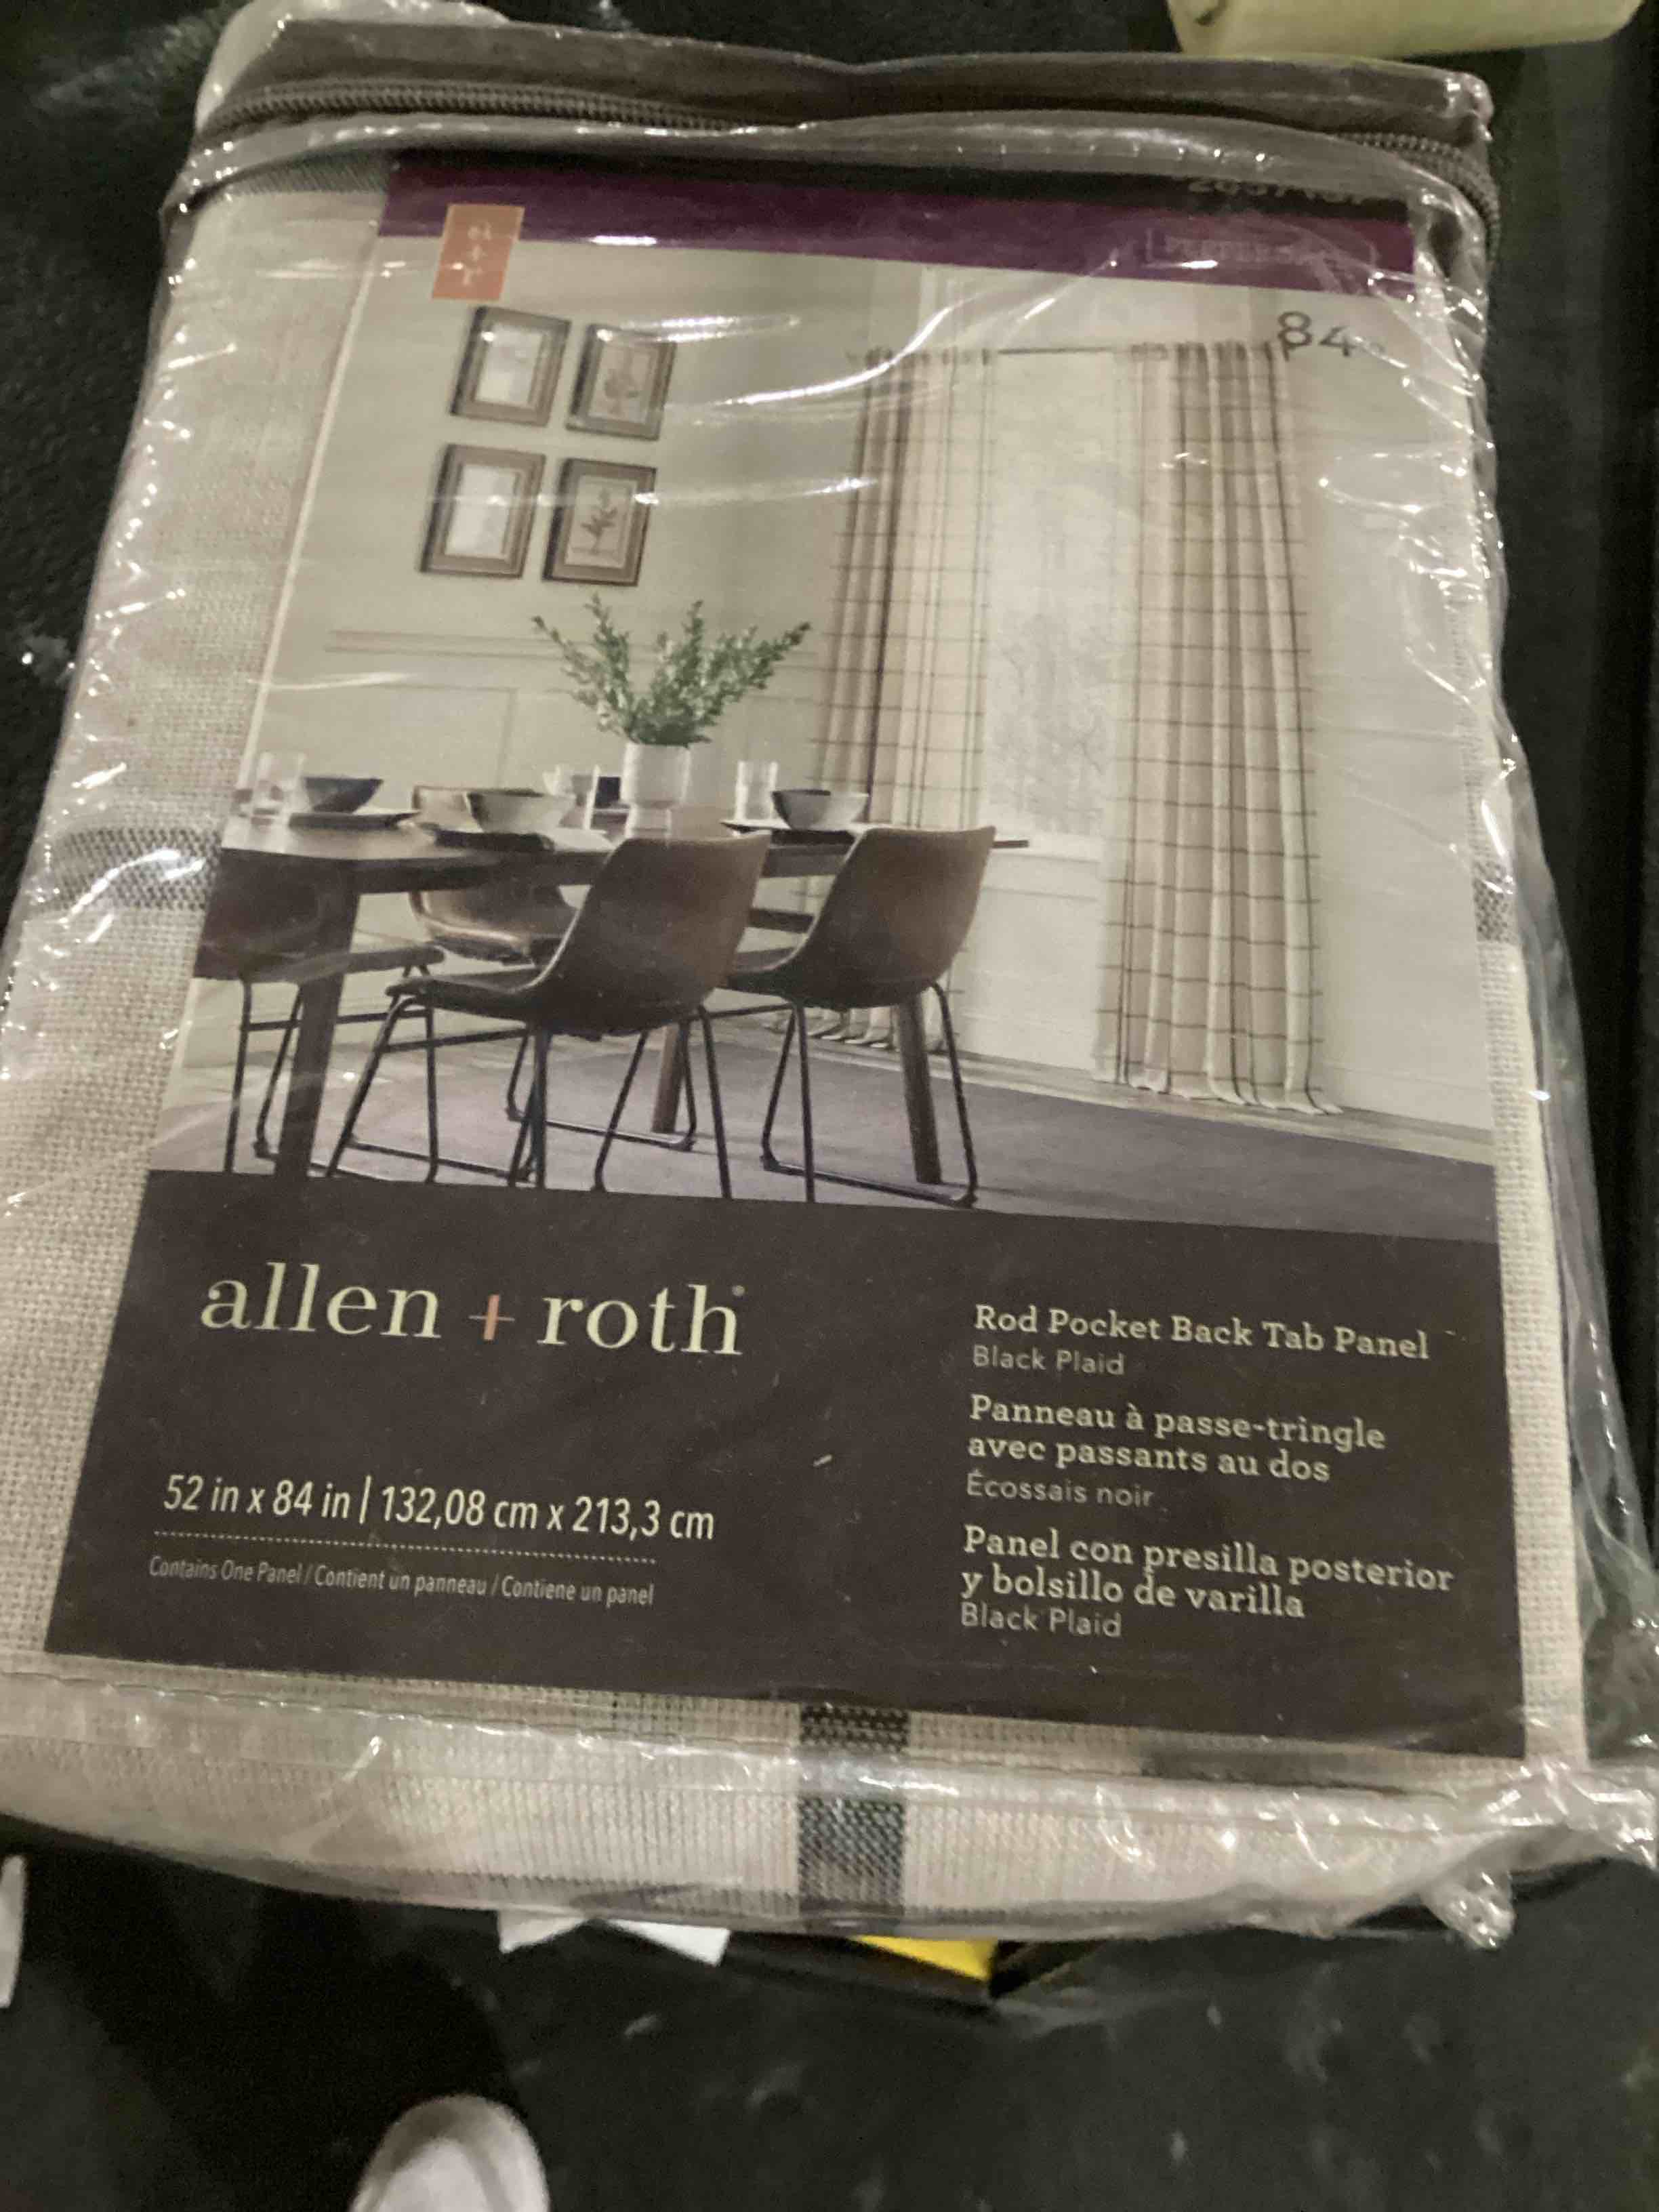 84
allen + roth
Rod Pocket Back Tab Panel
Black Plaid
Panneau à passe-tringle
avec passants au dos
Écossais noir
Panel con presilla posterior
y bolsillo de varilla
Black Plaid
52 in x 84 in | 132,08 cm x 213,3 cm
Contains One Panel / Contient un panneau / Contiene un panel